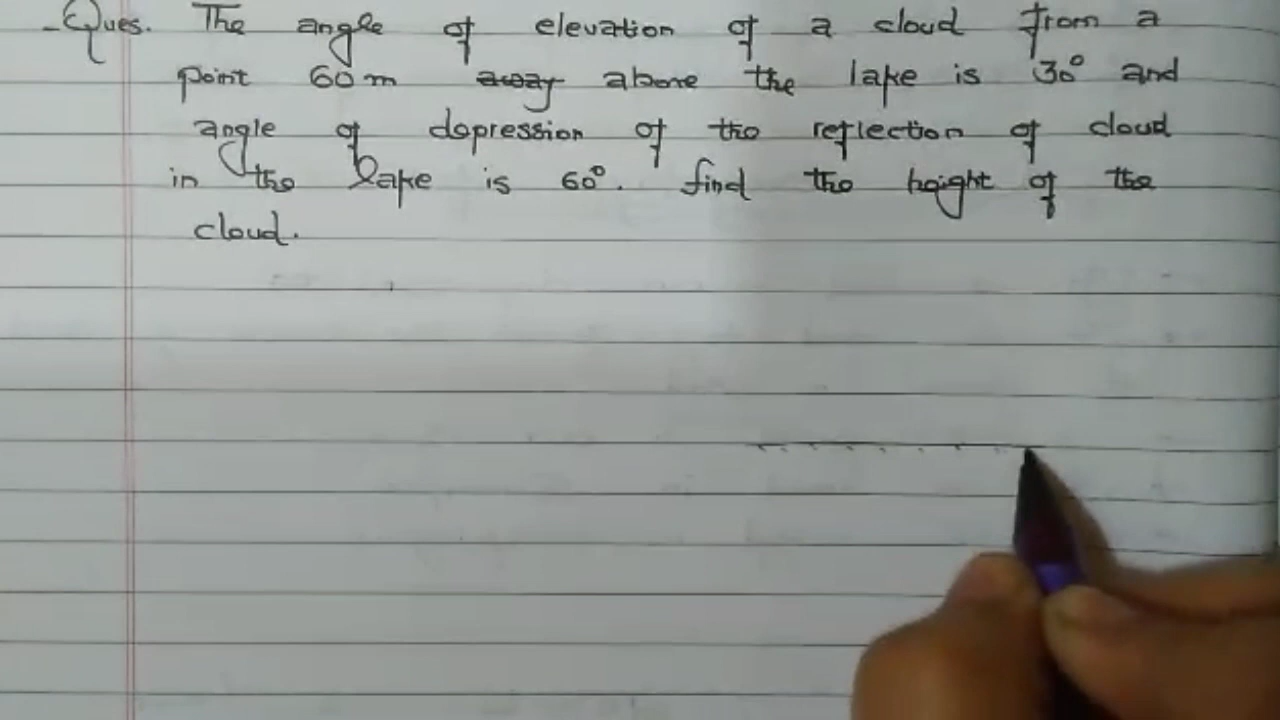 Ques. The angle of elevation of a cloud from a
point 60 m away above the lake is 30° and
angle of depression of the reflection of cloud
in the lake is 60°. find the height of the
cloud.